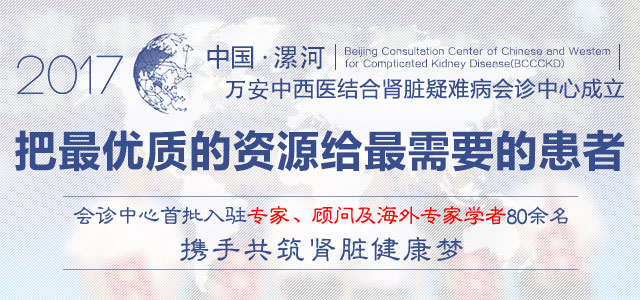 2017
中国·漯河
Beijing Consultation Center of Chinese and Westem
for Complicated Kidney Disease(BCCCKD)
万安中西医结合肾脏疑难病会诊中心成立
把最优质的资源给最需要的患者
会诊中心首批入驻专家、顾问及海外专家学者80余名
携手共筑肾脏健康梦